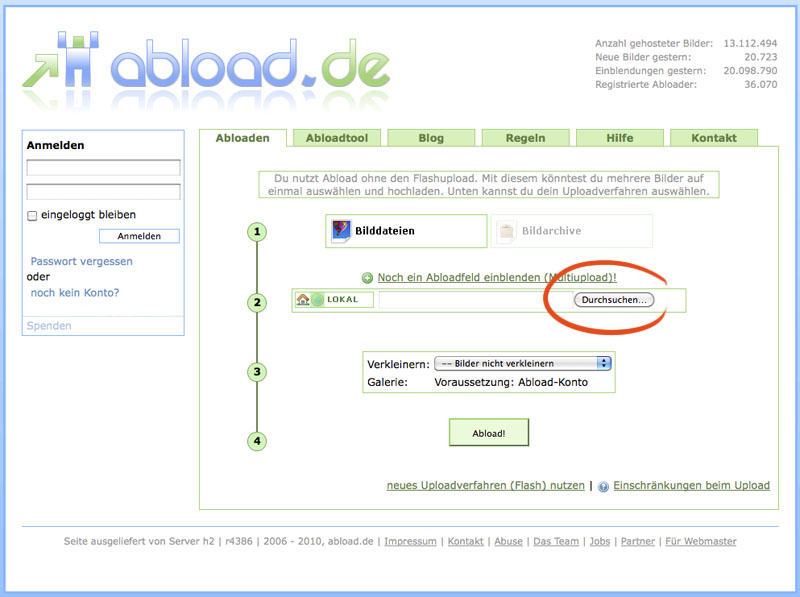 abload.de
Anzahl gehosteter Bilder: 13.112.494
Neue Bilder gestern: 20.723
Einblendungen gestern: 20.098.790
Registrierte Abloader: 36.070
Anmelden
eingeloggt bleiben
Anmelden
Passwort vergessen
oder
noch kein Konto?
Spenden
Abloaden Abloadtool Blog Regeln Hilfe Kontakt
Du nutzt Abload ohne den Flashupload. Mit diesem könntest du mehrere Bilder auf
einmal auswählen und hochladen. Unten kannst du dein Uploadverfahren auswählen.
1 Bilddateien Bildarchive
Noch ein Abloadfeld einblenden (Multiupload)!
2 LOKAL Durchsuchen...
3 Verkleinern: -- Bilder nicht verkleinern
Galerie: Voraussetzung: Abload-Konto
4 Abload!
neues Uploadverfahren (Flash) nutzen | Einschränkungen beim Upload
Seite ausgeliefert von Server h2 | r4386 | 2006 - 2010, abload.de | Impressum | Kontakt | Abuse | Das Team | Jobs | Partner | Für Webmaster